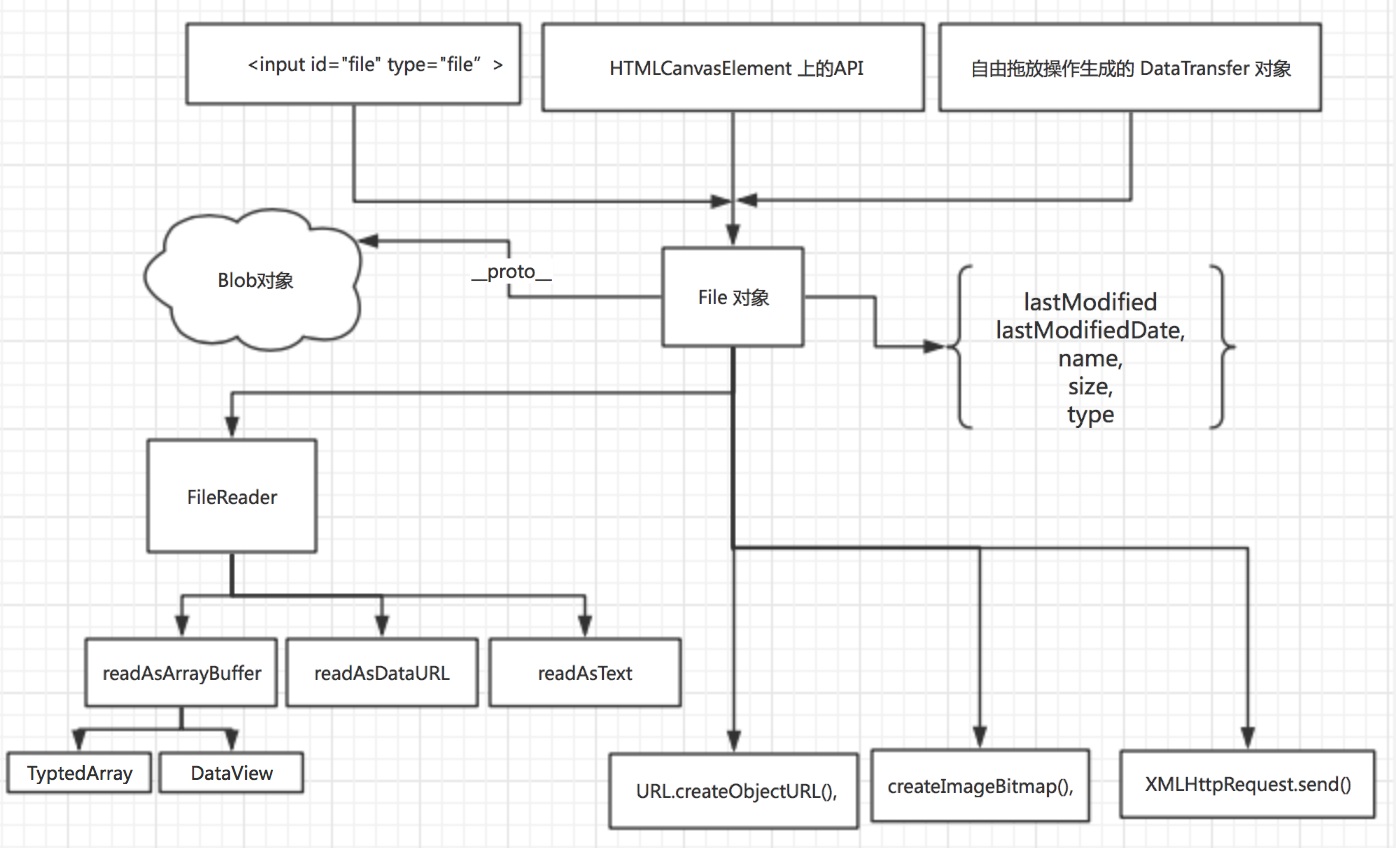 <input id="file" type="file“ >
HTMLCanvasElement 上的API
自由拖放操作生成的 DataTransfer 对象
Blob对象
__proto__
File 对象
lastModified
lastModifiedDate,
name,
size,
type
FileReader
readAsArrayBuffer
readAsDataURL
readAsText
TyptedArray
DataView
URL.createObjectURL(),
createImageBitmap(),
XMLHttpRequest.send()